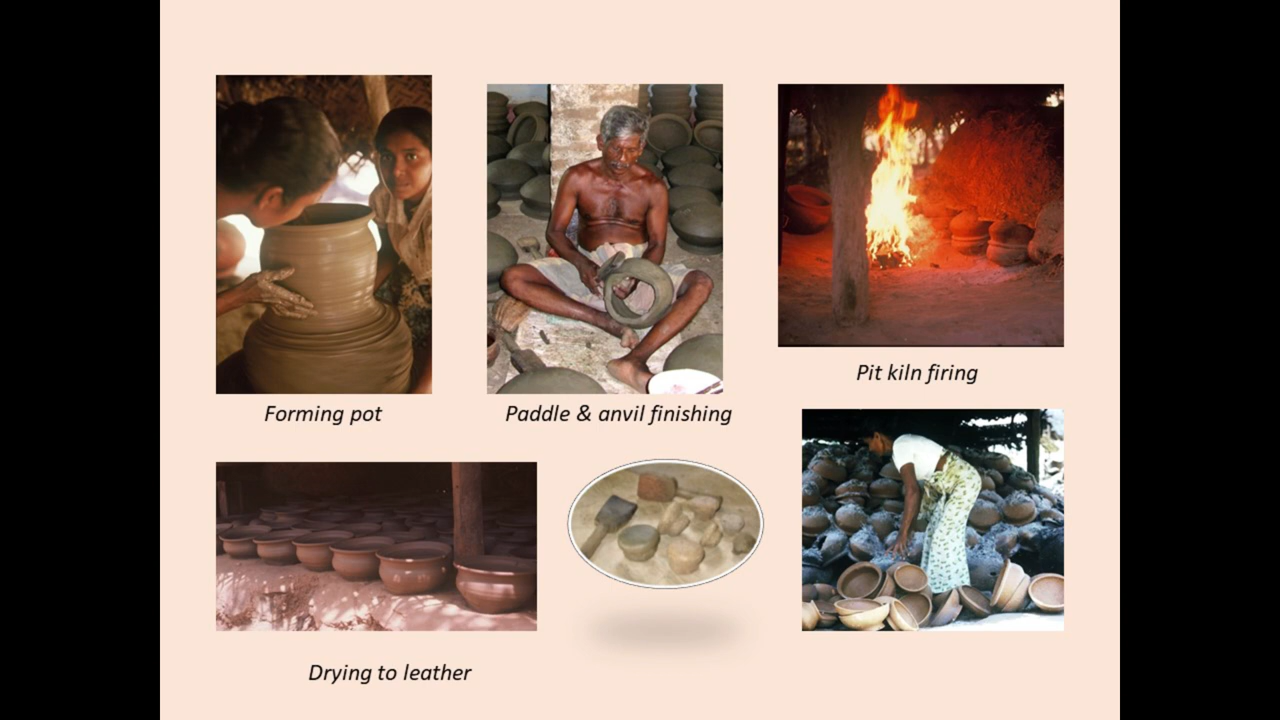 Forming pot
Paddle & anvil finishing
Pit kiln firing
Drying to leather